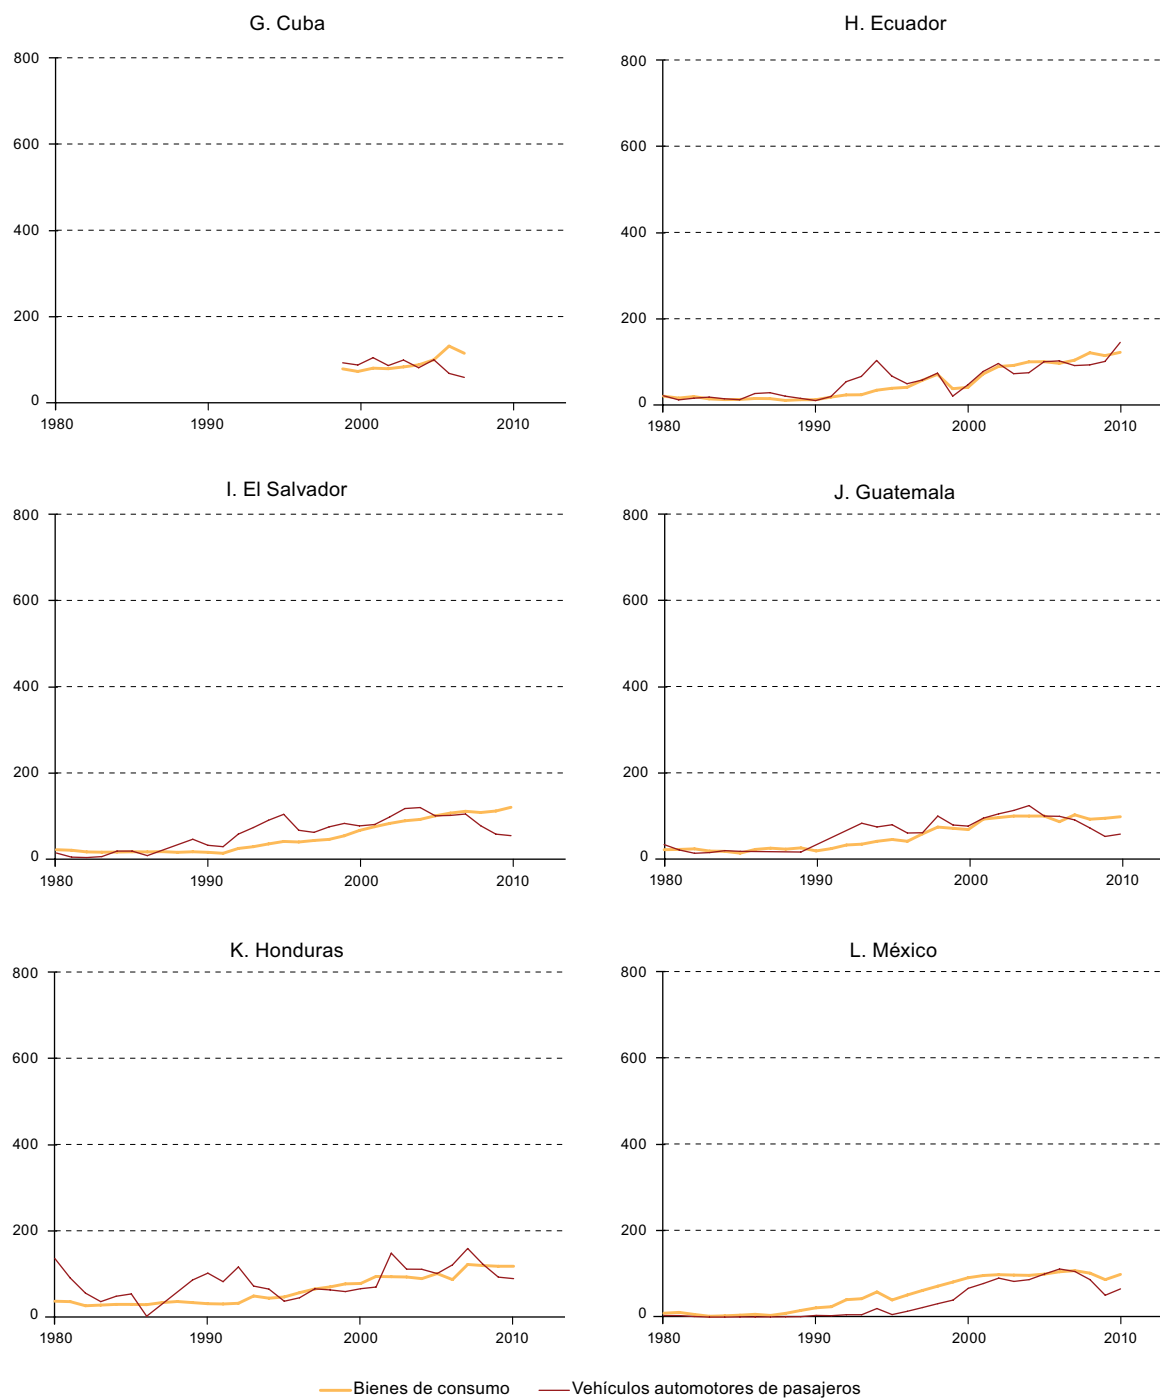 G. Cuba
800
600
400
200
0
1980 1990 2000 2010
H. Ecuador
800
600
400
200
0
1980 1990 2000 2010
I. El Salvador
800
600
400
200
0
1980 1990 2000 2010
J. Guatemala
800
600
400
200
0
1980 1990 2000 2010
K. Honduras
800
600
400
200
0
1980 1990 2000 2010
L. México
800
600
400
200
0
1980 1990 2000 2010
Bienes de consumo Vehículos automotores de pasajeros